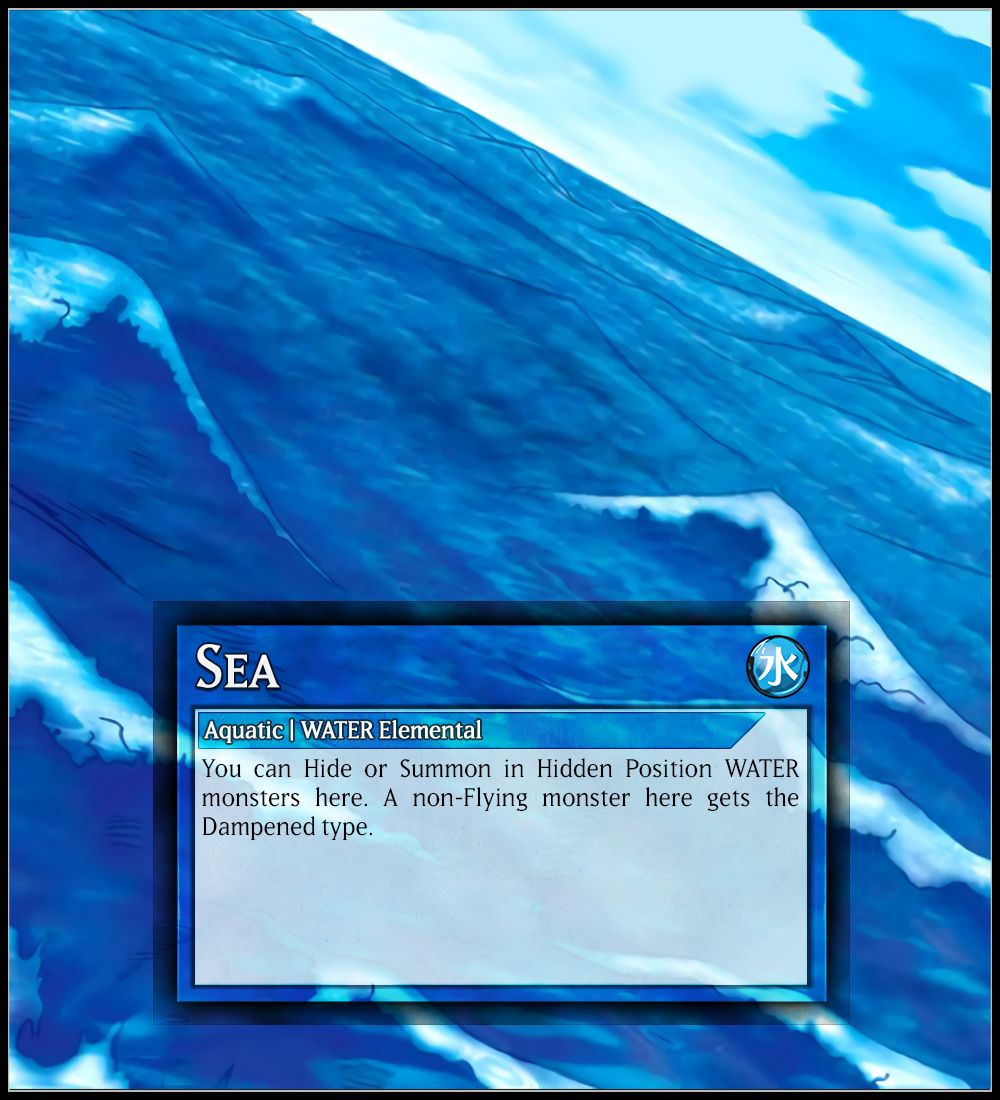 Sea
水
Aquatic | WATER Elemental
You can Hide or Summon in Hidden Position WATER
monsters here. A non-Flying monster here gets the
Dampened type.